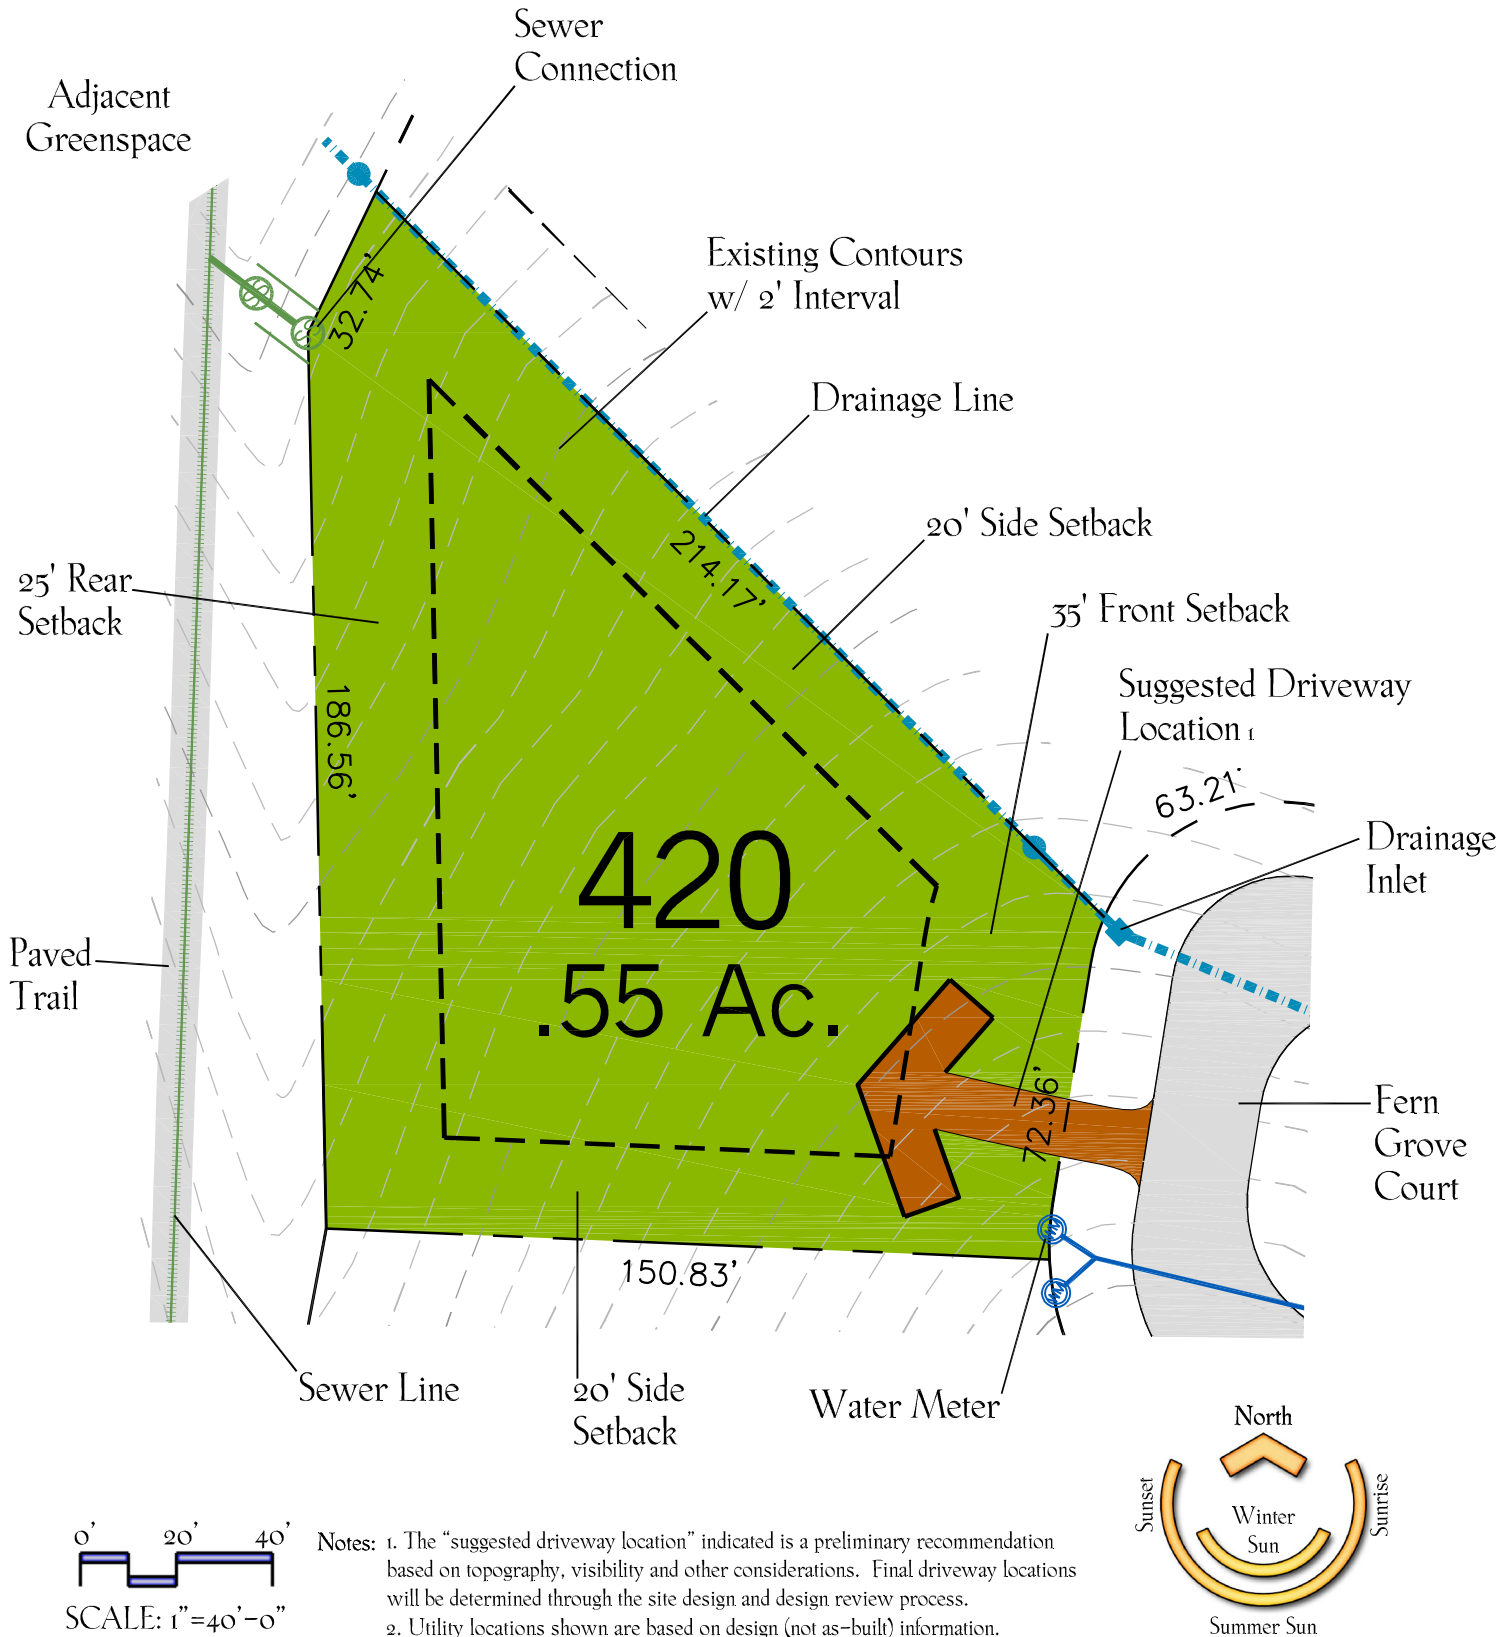 Sewer
Connection
Adjacent
Greenspace
32.74'
SS
SS
Existing Contours
w/ 2' Interval
Drainage Line
214.17'
20' Side Setback
25' Rear
Setback
35' Front Setback
Suggested Driveway
Location 1
186.56'
63.21'
Drainage
Inlet
420
.55 Ac.
Paved
Trail
72.36'
Fern
Grove
Court
WM
WM
150.83'
Sewer Line
20' Side
Setback
Water Meter
North
Sunset
Sunrise
Winter
Sun
Summer Sun
0' 20' 40'
SCALE: 1"=40'-0"
Notes: 1. The "suggested driveway location" indicated is a preliminary recommendation
based on topography, visibility and other considerations. Final driveway locations
will be determined through the site design and design review process.
2. Utility locations shown are based on design (not as-built) information.